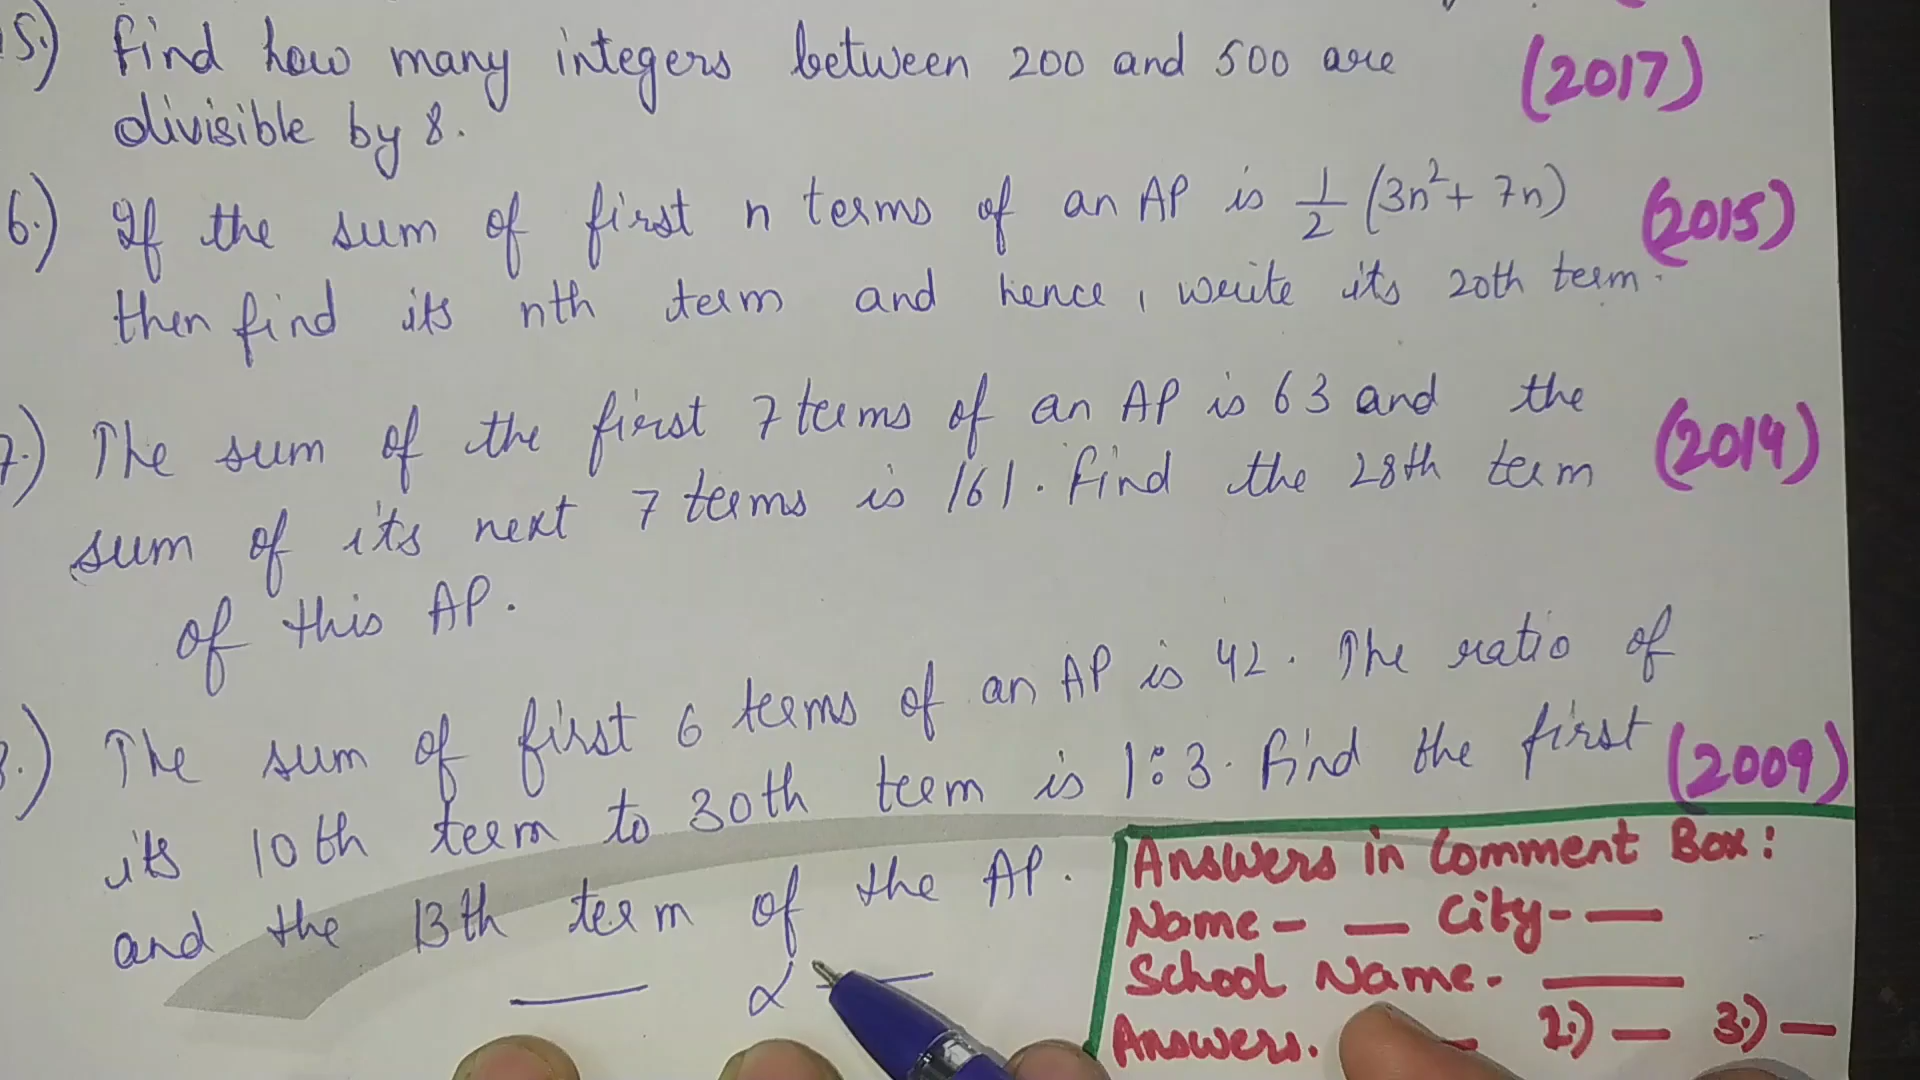 5.) Find how many integers between 200 and 500 are (2017)
divisible by 8.
6.) If the sum of first n terms of an AP is 1/2 (3n²+ 7n) (2015)
then find its nth term and hence, write its 20th term.
7.) The sum of the first 7 terms of an AP is 63 and the (2014)
sum of its next 7 terms is 161. Find the 28th term
of this AP.
8.) The sum of first 6 terms of an AP is 42. The ratio of
its 10th term to 30th term is 1:3. Find the first (2009)
and the 13th term of the AP.
Answers in Comment Box:
Name - — City - —
School Name. —
Answers. — 2.) — 3.) —